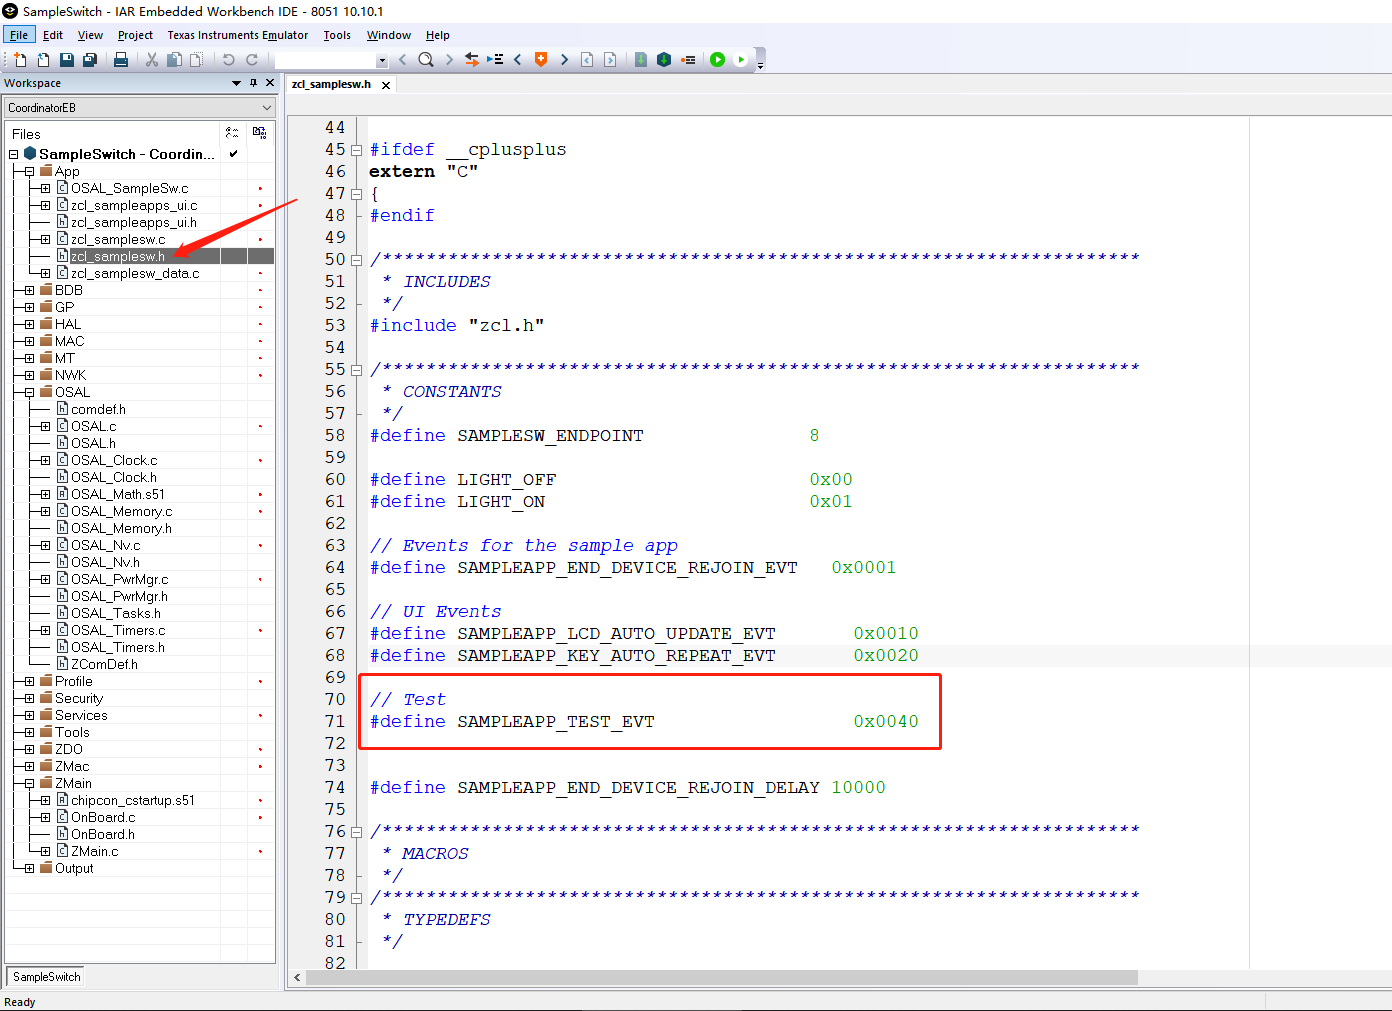 SampleSwitch - IAR Embedded Workbench IDE - 8051 10.10.1
File Edit View Project Texas Instruments Emulator Tools Window Help
Workspace
CoordinatorEB
Files
SampleSwitch - Coordin...
App
OSAL_SampleSw.c
zcl_sampleapps_ui.c
zcl_sampleapps_ui.h
zcl_samplesw.c
zcl_samplesw.h
zcl_samplesw_data.c
BDB
GP
HAL
MAC
MT
NWK
OSAL
comdef.h
OSAL.c
OSAL.h
OSAL_Clock.c
OSAL_Clock.h
OSAL_Math.s51
OSAL_Memory.c
OSAL_Memory.h
OSAL_Nv.c
OSAL_Nv.h
OSAL_PwrMgr.c
OSAL_PwrMgr.h
OSAL_Tasks.h
OSAL_Timers.c
OSAL_Timers.h
ZComDef.h
Profile
Security
Services
Tools
ZDO
ZMac
ZMain
chipcon_cstartup.s51
OnBoard.c
OnBoard.h
ZMain.c
Output
SampleSwitch
zcl_samplesw.h
44
45 #ifdef __cplusplus
46 extern "C"
47 {
48 #endif
49
50 /**********************************************************************
51 * INCLUDES
52 */
53 #include "zcl.h"
54
55 /**********************************************************************
56 * CONSTANTS
57 */
58 #define SAMPLESW_ENDPOINT 8
59
60 #define LIGHT_OFF 0x00
61 #define LIGHT_ON 0x01
62
63 // Events for the sample app
64 #define SAMPLEAPP_END_DEVICE_REJOIN_EVT 0x0001
65
66 // UI Events
67 #define SAMPLEAPP_LCD_AUTO_UPDATE_EVT 0x0010
68 #define SAMPLEAPP_KEY_AUTO_REPEAT_EVT 0x0020
69
70 // Test
71 #define SAMPLEAPP_TEST_EVT 0x0040
72
73
74 #define SAMPLEAPP_END_DEVICE_REJOIN_DELAY 10000
75
76 /**********************************************************************
77 * MACROS
78 */
79 /**********************************************************************
80 * TYPEDEFS
81 */
82
Ready